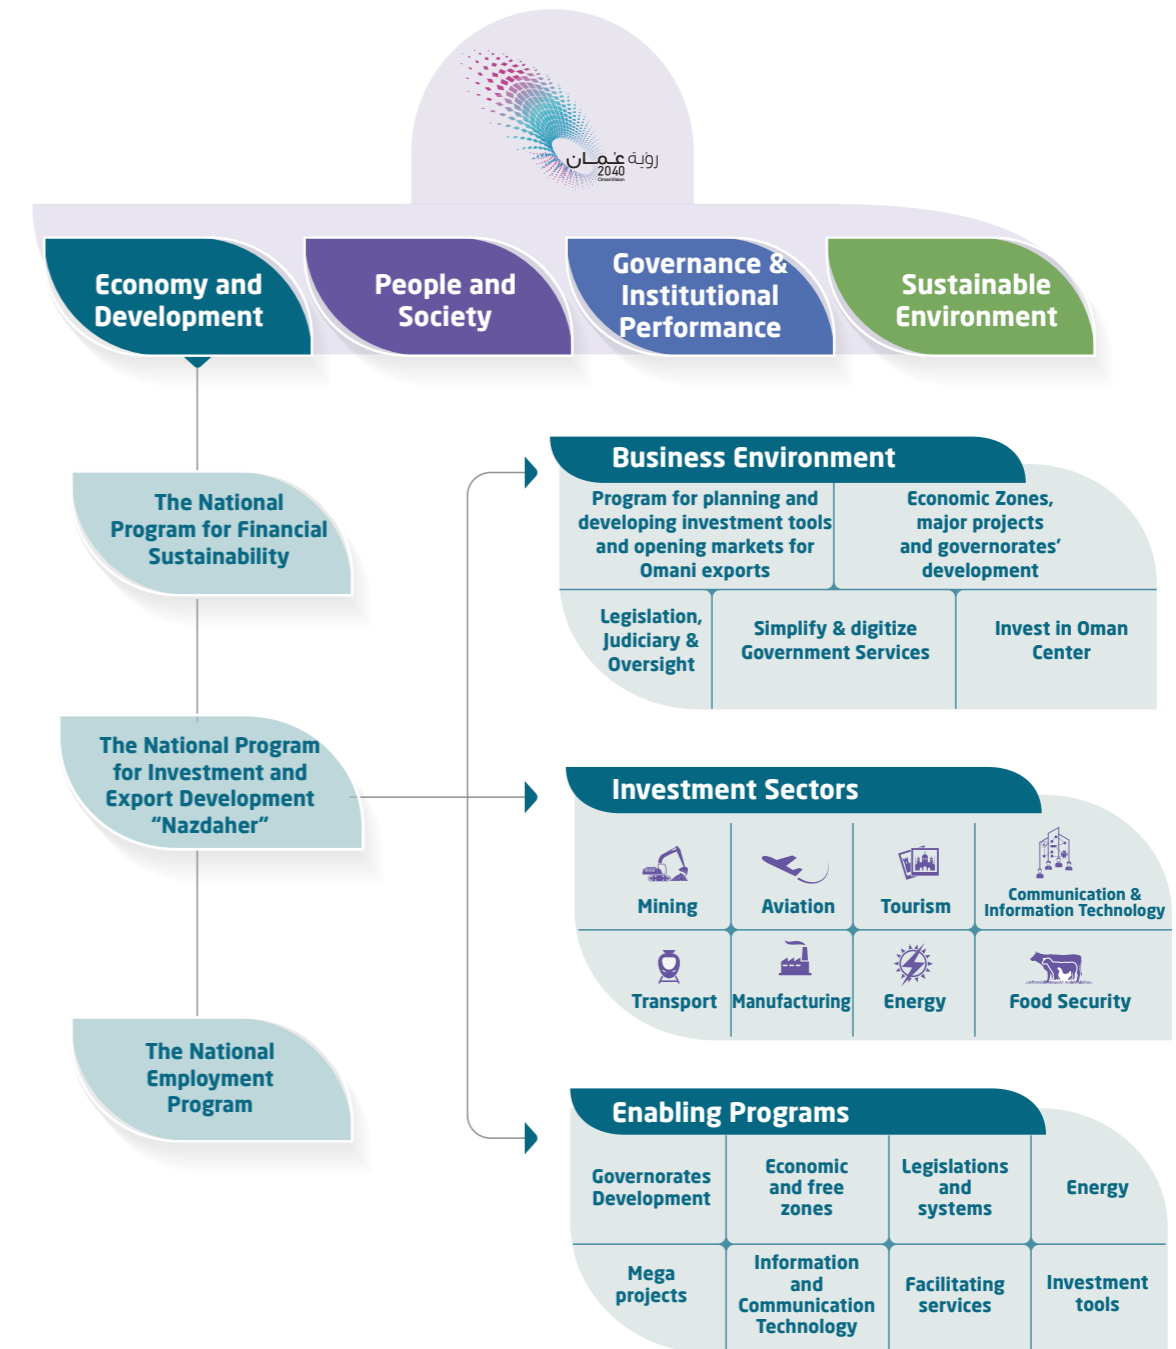 رؤية عُمـان
2040
OmanVision
Economy and
Development
People and
Society
Governance &
Institutional
Performance
Sustainable
Environment
The National
Program for Financial
Sustainability
The National Program
for Investment and
Export Development
“Nazdaher”
The National
Employment
Program
Business Environment
Program for planning and
developing investment tools
and opening markets for
Omani exports
Economic Zones,
major projects
and governorates’
development
Legislation,
Judiciary &
Oversight
Simplify & digitize
Government Services
Invest in Oman
Center
Investment Sectors
Mining
Aviation
Tourism
Communication &
Information Technology
Transport
Manufacturing
Energy
Food Security
Enabling Programs
Governorates
Development
Economic
and free
zones
Legislations
and
systems
Energy
Mega
projects
Information
and
Communication
Technology
Facilitating
services
Investment
tools